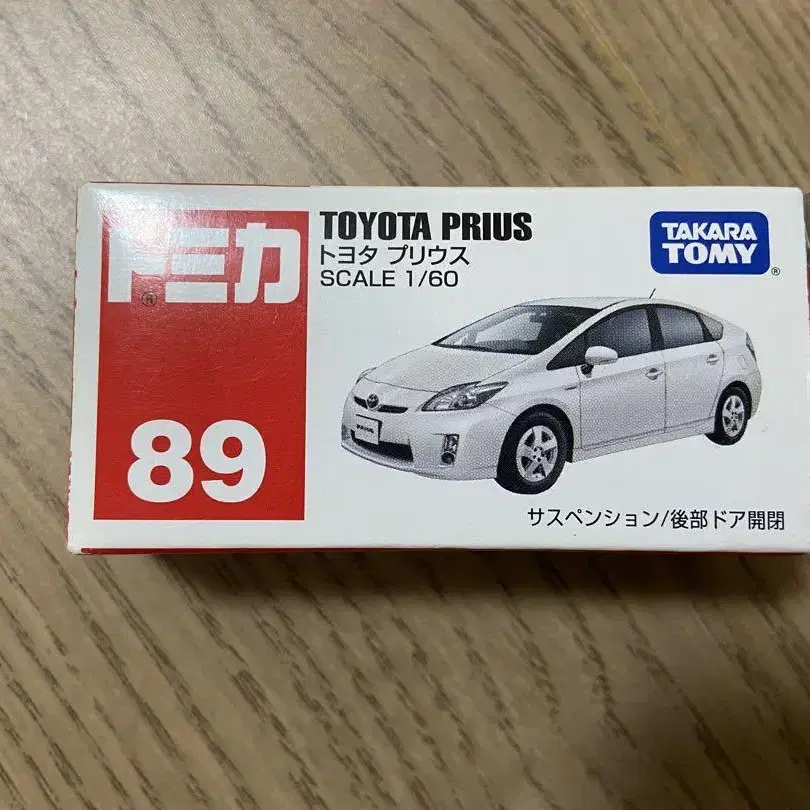 トミカ
®
89
TOYOTA PRIUS
トヨタ プリウス
SCALE 1/60
TAKARA
TOMY
®
PRIUS
サスペンション/後部ドア開閉